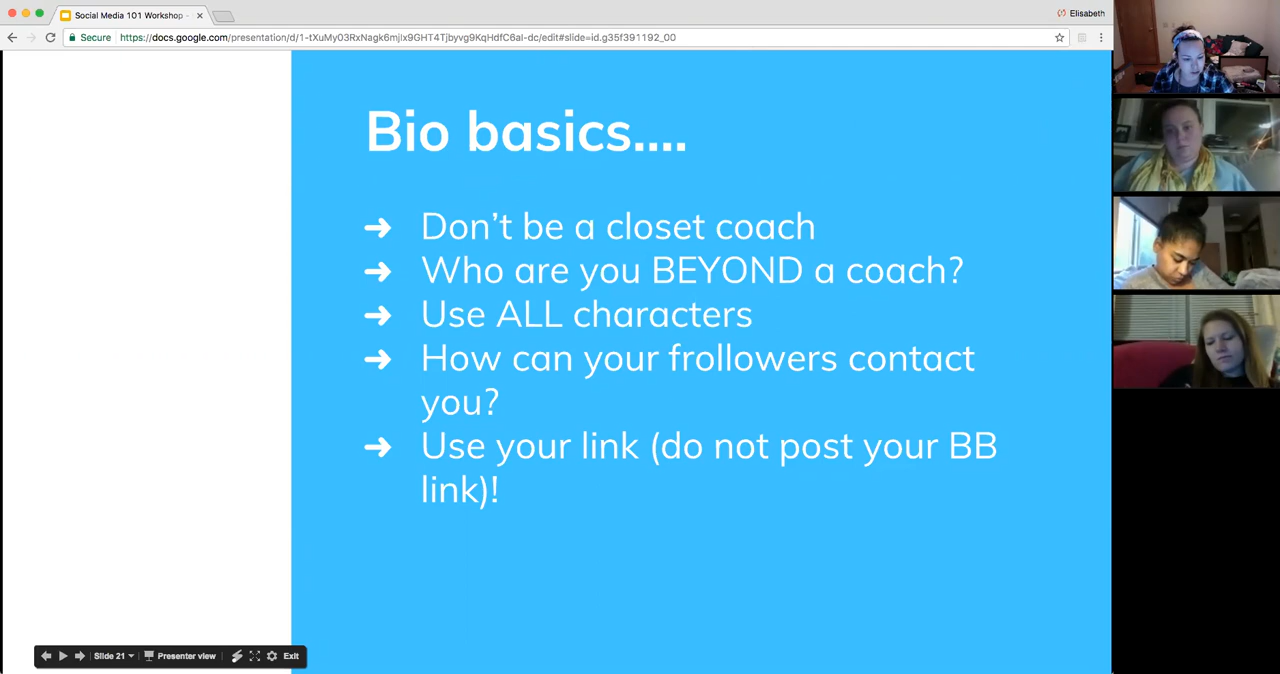 Social Media 101 Workshop -
Elisabeth
Secure https://docs.google.com/presentation/d/1-tXuMy03RxNagk6mjIx9GHT4Tjbyvg9KqHdfC6aI-dc/edit#slide=id.g35f391192_00
Bio basics....
➜ Don’t be a closet coach
➜ Who are you BEYOND a coach?
➜ Use ALL characters
➜ How can your frollowers contact
you?
➜ Use your link (do not post your BB
link)!
Slide 21 Presenter view Exit